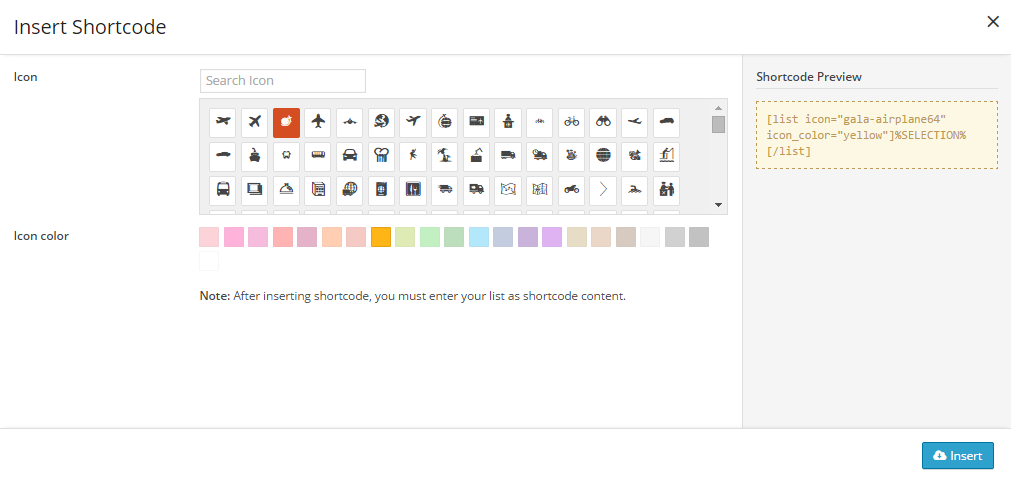 Insert Shortcode
Icon
Search Icon
Shortcode Preview
[list icon="gala-airplane64"
icon_color="yellow"]%SELECTION%
[/list]
Icon color
Note: After inserting shortcode, you must enter your list as shortcode content.
Insert